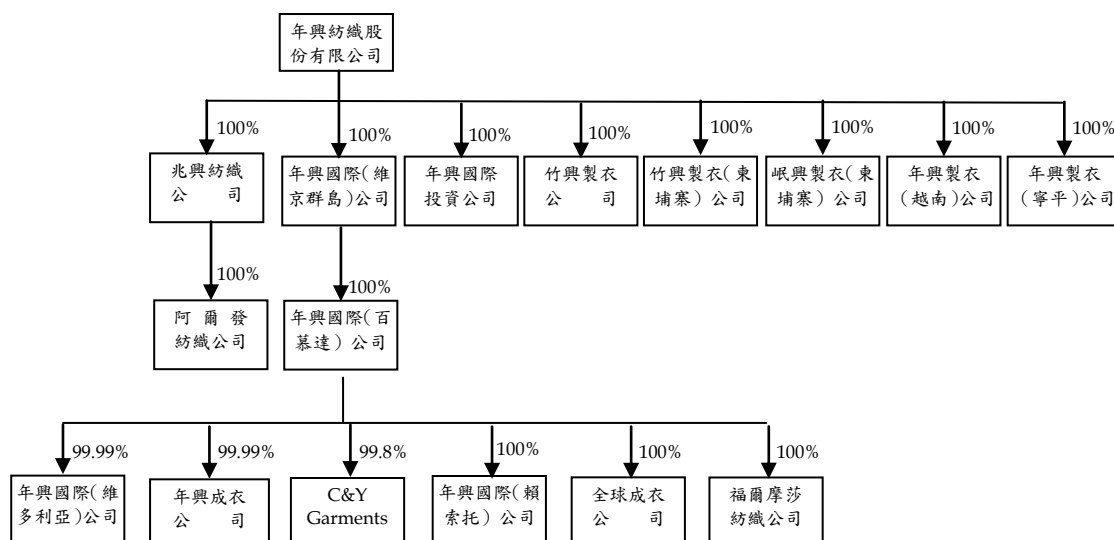 年興紡織股
份有限公司
100%
100%
100%
100%
100%
100%
100%
100%
兆興紡織
公 司
年興國際(維
京群島)公司
年興國際
投資公司
竹興製衣
公 司
竹興製衣(柬
埔寨)公司
岷興製衣(柬
埔寨)公司
年興製衣
(越南)公司
年興製衣
(寧平)公司
100%
100%
阿 爾 發
紡織公司
年興國際(百
慕達)公司
99.99%
99.99%
99.8%
100%
100%
100%
年興國際(維
多利亞)公司
年興成衣
公 司
C&Y
Garments
年興國際(賴
索托)公司
全球成衣
公 司
福爾摩莎
紡織公司